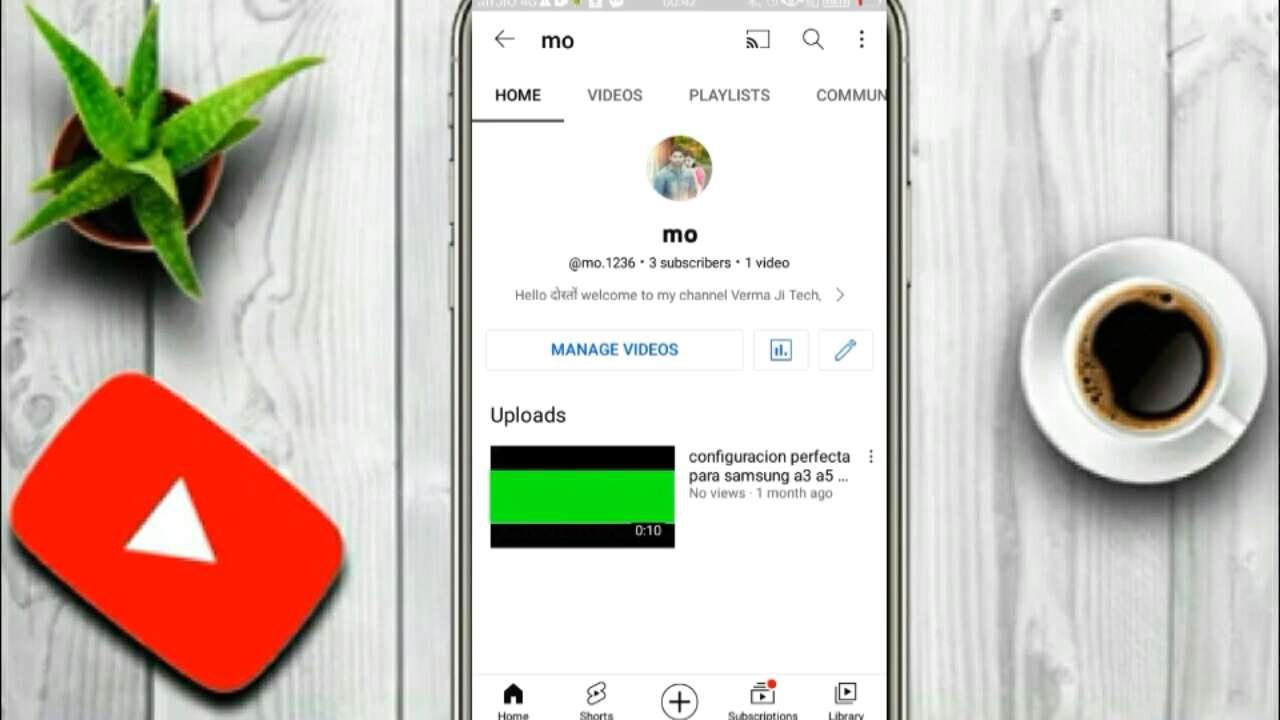 00:42
mo
HOME VIDEOS PLAYLISTS COMMUN
mo
@mo.1236 • 3 subscribers • 1 video
Hello दोस्तों welcome to my channel Verma Ji Tech,
MANAGE VIDEOS
Uploads
configuracion perfecta
para samsung a3 a5 ...
No views · 1 month ago
0:10
Home Shorts Subscriptions Library